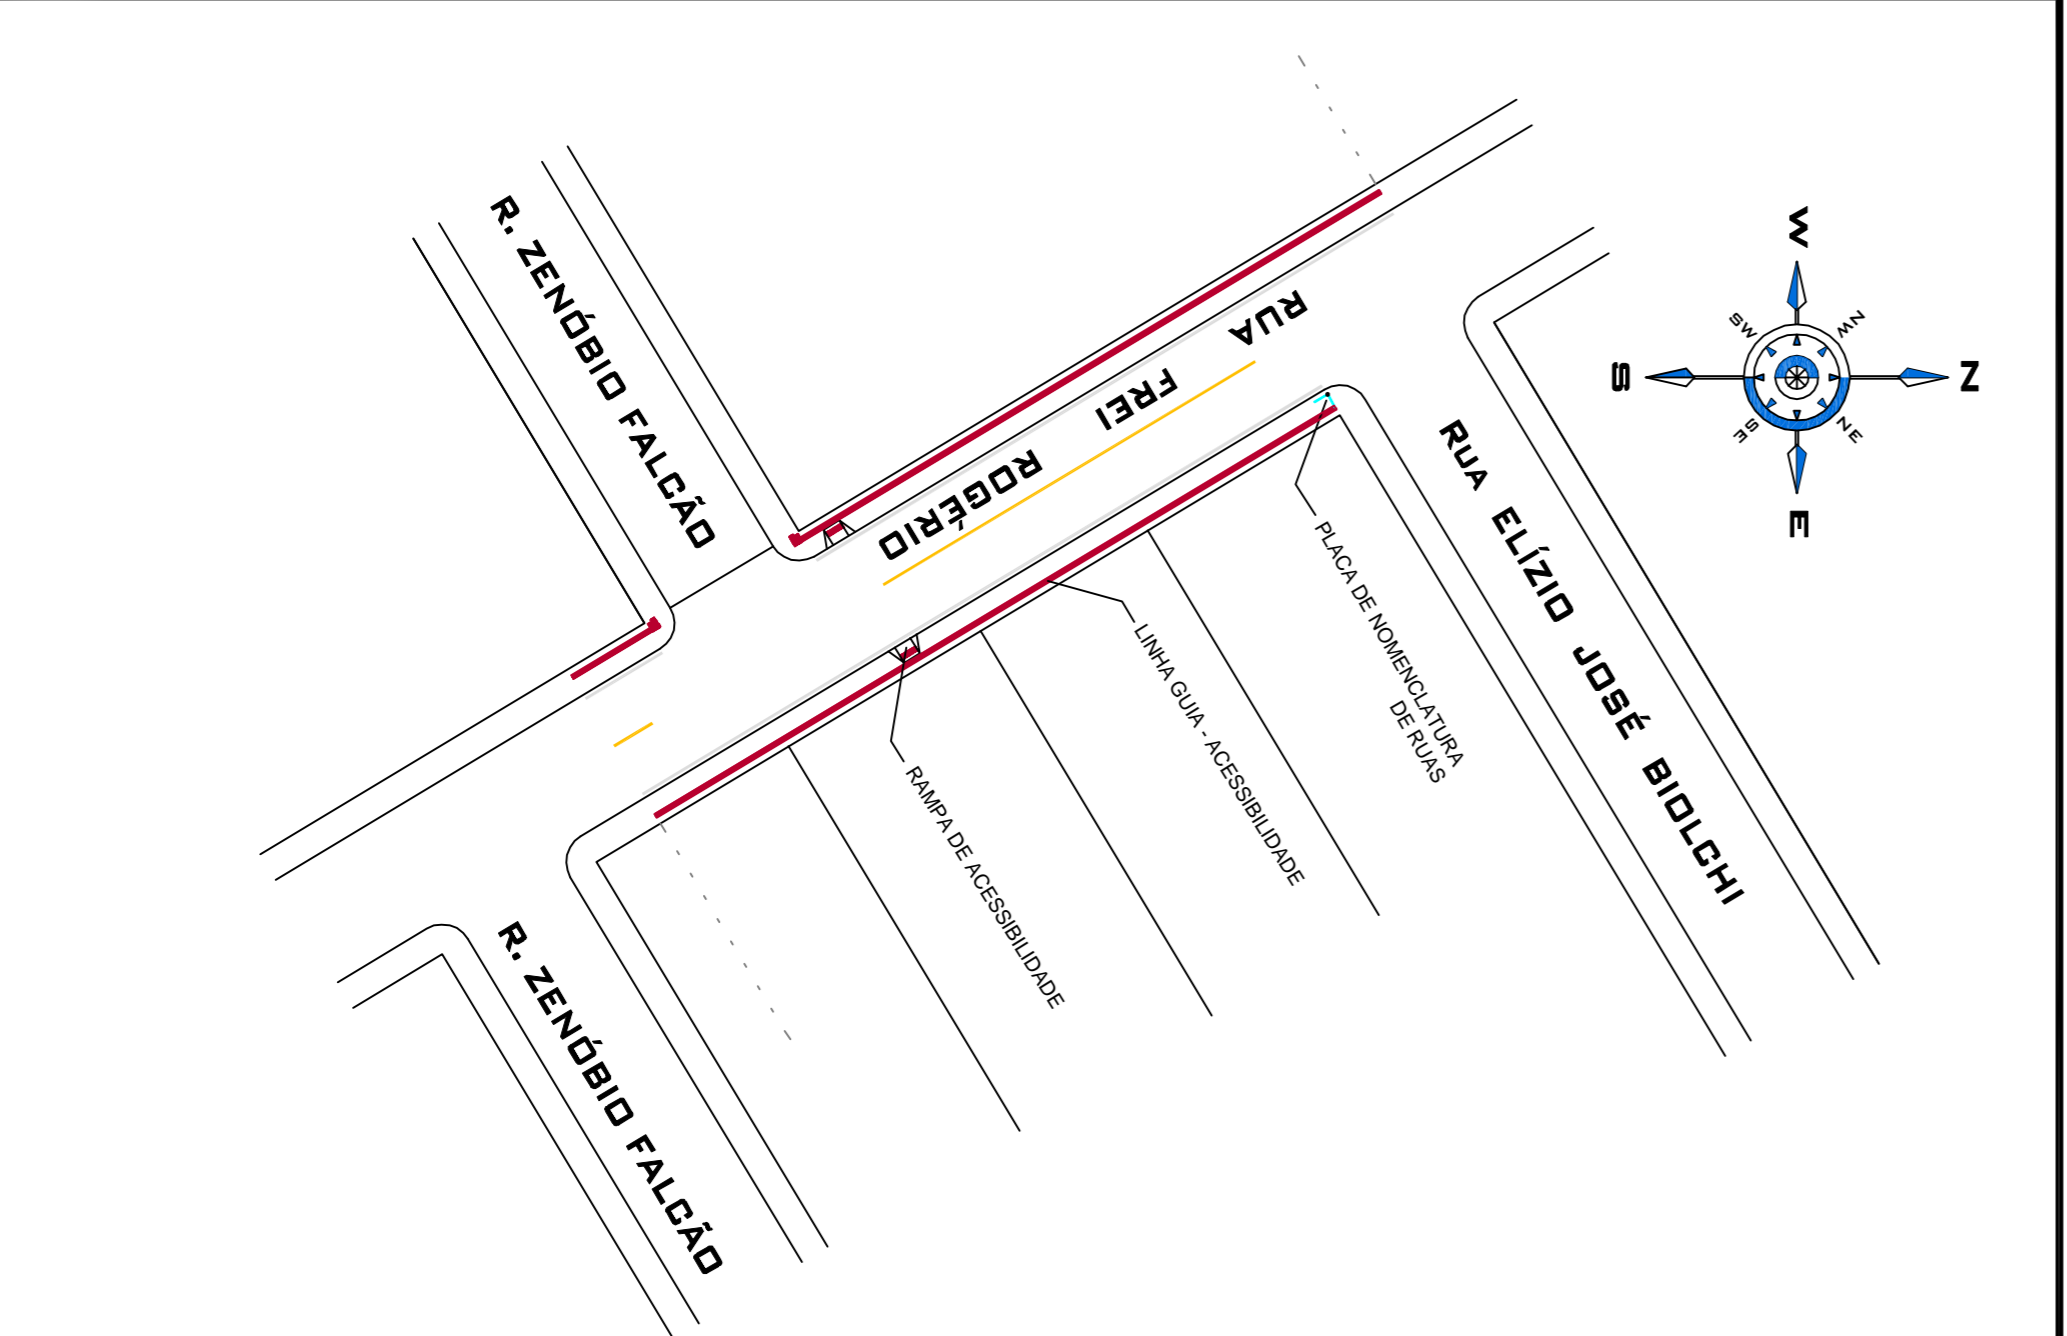 R. ZENÓBIO FALCÃO
RUA FREI ROGÉRIO
RUA ELÍZIO JOSÉ BIOLCHI
PLACA DE NOMENCLATURA
DE RUAS
LINHA GUIA - ACESSIBILIDADE
RAMPA DE ACESSIBILIDADE
R. ZENÓBIO FALCÃO
W
SW
NW
S
N
SE
NE
E